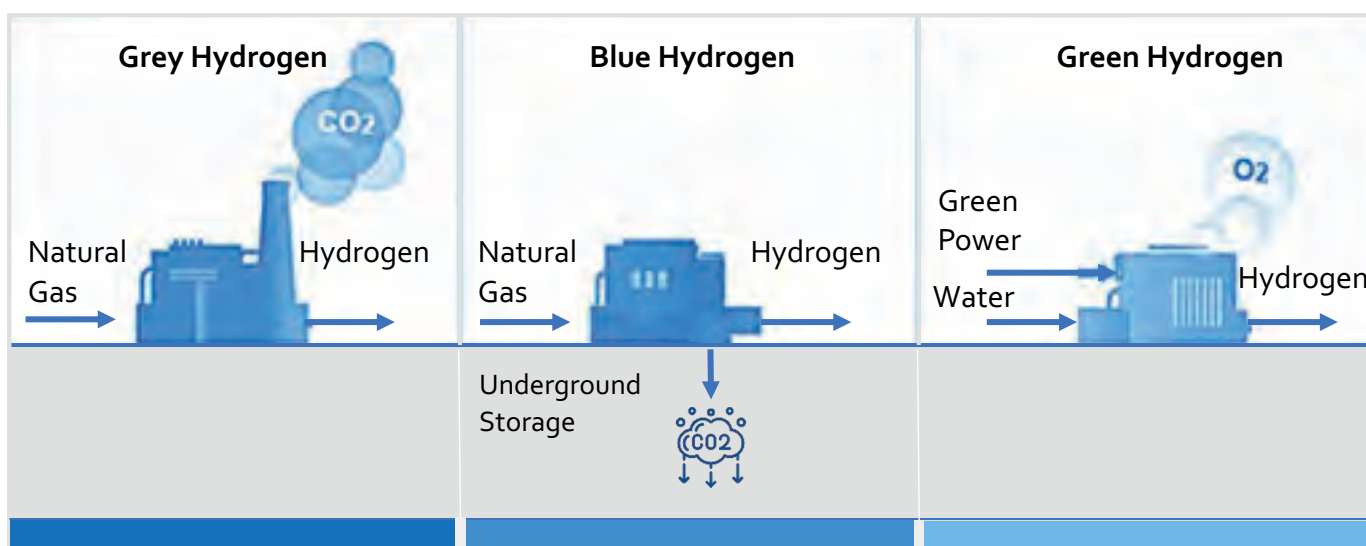 Grey Hydrogen
CO2
Natural
Gas
Hydrogen
Blue Hydrogen
Natural
Gas
Hydrogen
Underground
Storage
CO2
Green Hydrogen
O2
Green
Power
Water
Hydrogen